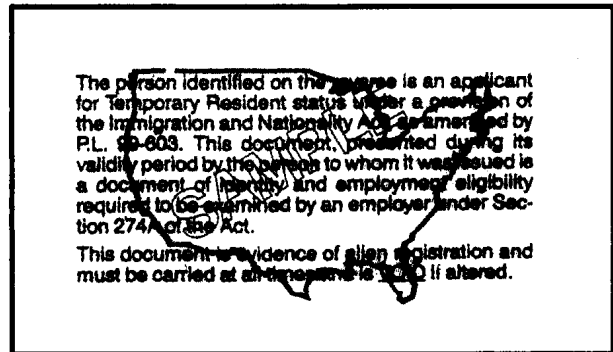 The person identified on the reverse is an applicant
for Temporary Resident status under a provision of
the Immigration and Nationality Act as amended by
P.L. 99-603. This document, presented during its
validity period by the person to whom it was issued is
a document of identity and employment eligibility
required to be examined by an employer under Sec-
tion 274A of the Act.
This document is evidence of alien registration and
must be carried at all times and is VOID if altered.
SAMPLE